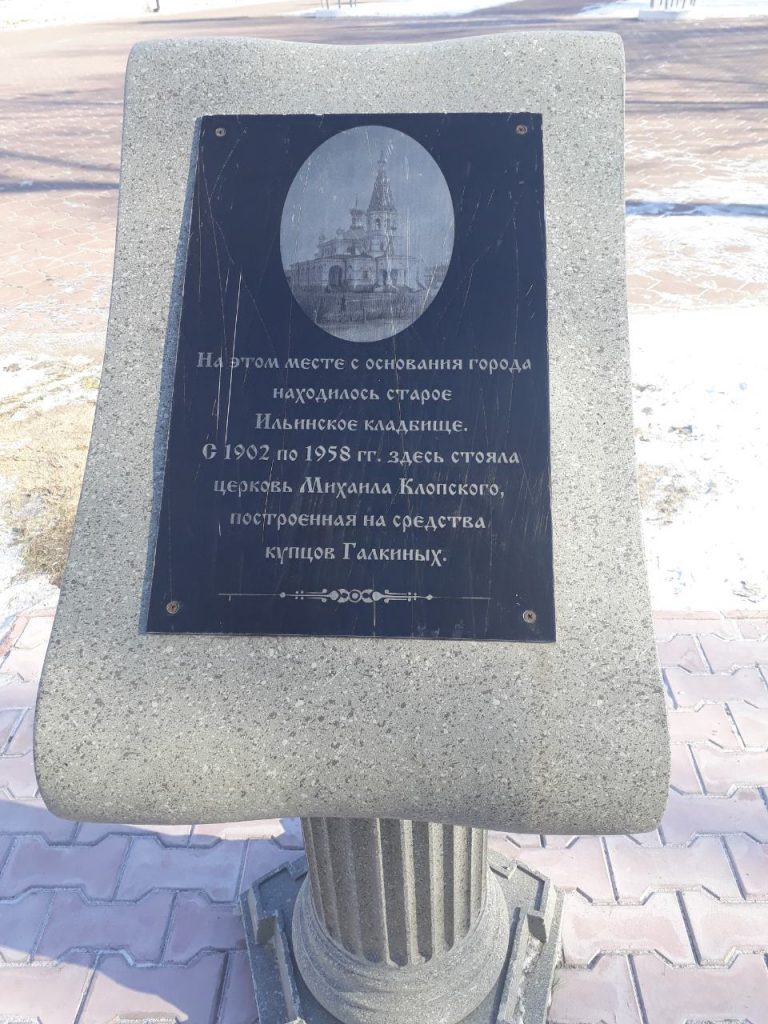 На этом месте с основания города
находилось старое
Ильинское кладбище.
С 1902 по 1958 гг. здесь стояла
церковь Михаила Клопского,
построенная на средства
купцов Галкиных.